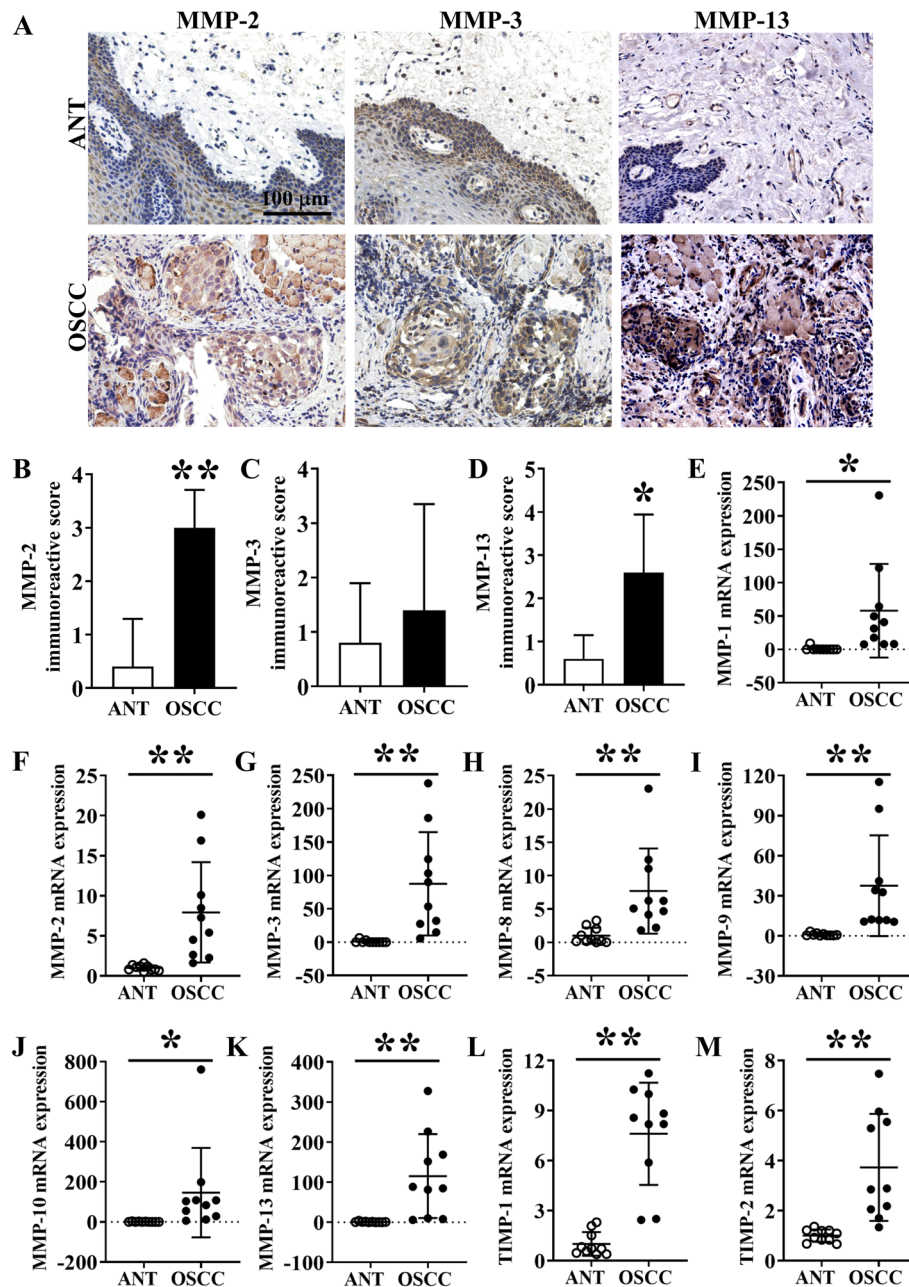 A
MMP-2
MMP-3
MMP-13
ANT
100 μm
OSCC
B
**
MMP-2
immunoreactive score
4
3
2
1
0
ANT
OSCC
C
MMP-3
immunoreactive score
4
3
2
1
0
ANT
OSCC
D
*
MMP-13
immunoreactive score
5
4
3
2
1
0
ANT
OSCC
E
*
MMP-1 mRNA expression
250
200
150
100
50
0
-50
ANT
OSCC
F
**
MMP-2 mRNA expression
25
20
15
10
5
0
ANT
OSCC
G
**
MMP-3 mRNA expression
250
200
150
100
50
0
-50
ANT
OSCC
H
**
MMP-8 mRNA expression
25
20
15
10
5
0
-5
ANT
OSCC
I
**
MMP-9 mRNA expression
120
90
60
30
0
-30
ANT
OSCC
J
*
MMP-10 mRNA expression
800
600
400
200
0
-200
ANT
OSCC
K
**
MMP-13 mRNA expression
400
300
200
100
0
-100
ANT
OSCC
L
**
TIMP-1 mRNA expression
12
9
6
3
0
ANT
OSCC
M
**
TIMP-2 mRNA expression
8
6
4
2
0
ANT
OSCC